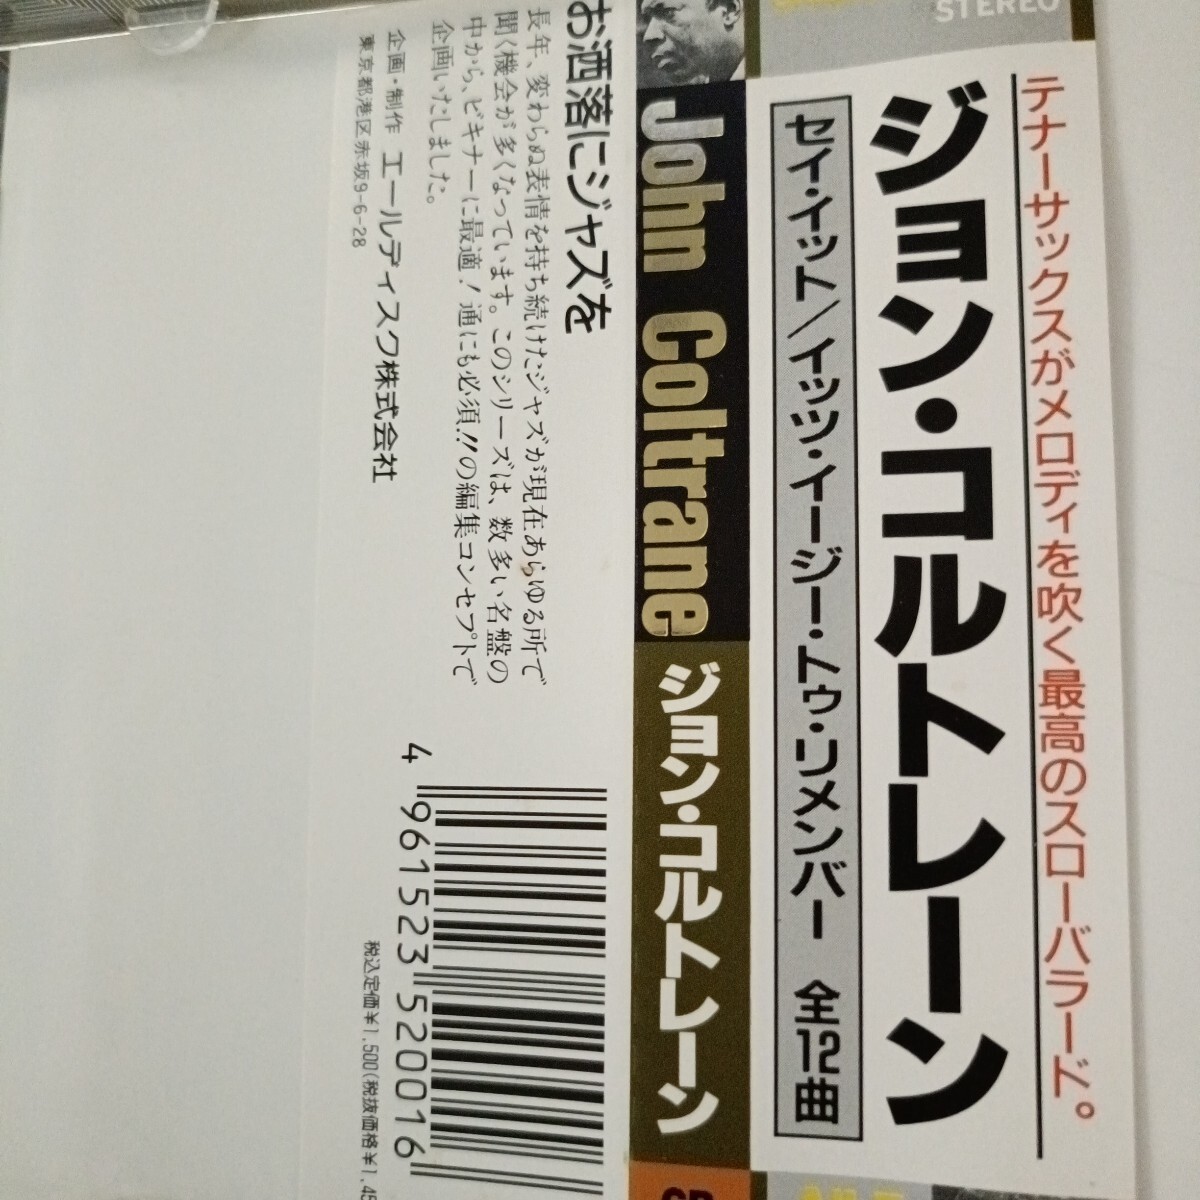 STEREO
テナーサックスがメロディを吹く最高のスローバラード。
ジョン・コルトレーン
セイ・イット/イッツ・イージー・トゥ・リメンバー 全12曲
John Coltrane
ジョン・コルトレーン
お洒落にジャズを
長年、変わらぬ表情を持ち続けたジャズが現在あらゆる所で
聞く機会が多くなっています。このシリーズは、数多い名盤の
中から、ビギナーに最適!通にも必須!!の編集コンセプトで
企画いたしました。
企画・制作 エールディスク株式会社
東京都港区赤坂9-6-28
4 961523 520016
税込定価¥1,500(税抜価格¥1,45